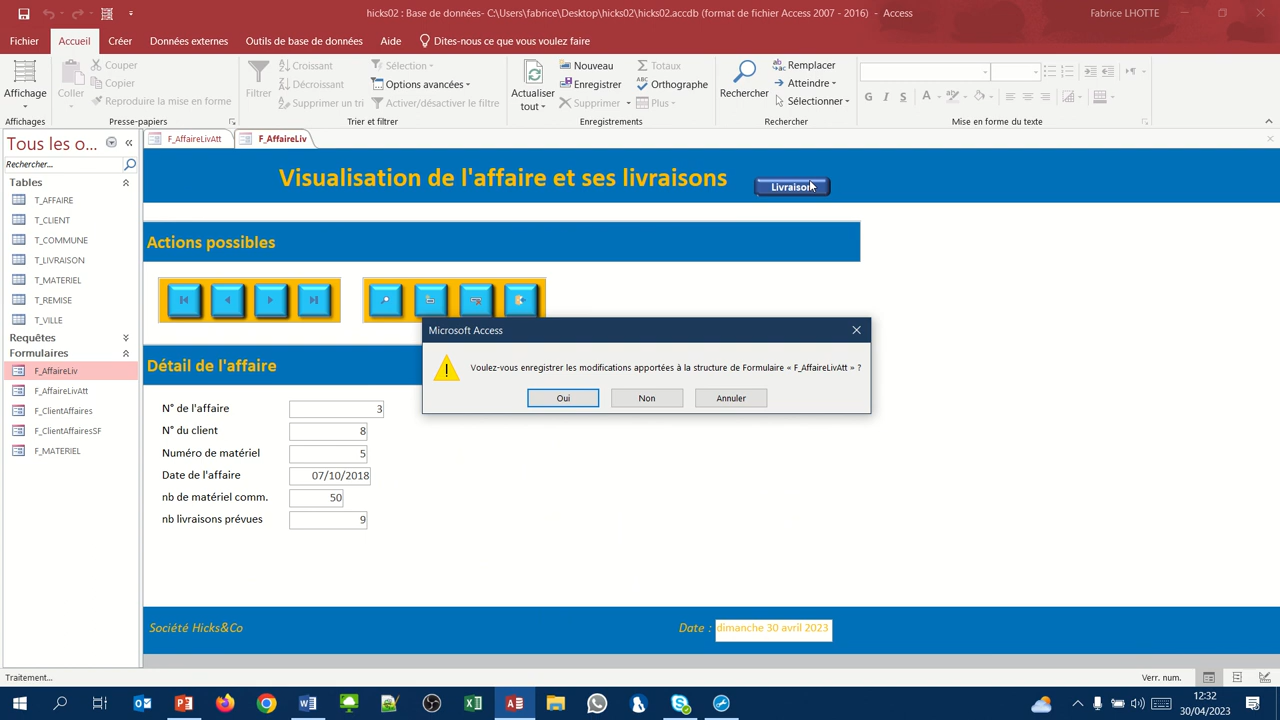 hicks02 : Base de données- C:\Users\fabrice\Desktop\hicks02\hicks02.accdb (format de fichier Access 2007 - 2016) - Access
Fabrice LHOTTE
Fichier Accueil Créer Données externes Outils de base de données Aide Dites-nous ce que vous voulez faire
Affichage
Affichages
Coller
Couper
Copier
Reproduire la mise en forme
Presse-papiers
Filtrer
Croissant
Décroissant
Supprimer un tri
Sélection
Options avancées
Activer/désactiver le filtre
Trier et filtrer
Actualiser
tout
Nouveau
Enregistrer
Supprimer
Totaux
Orthographe
Plus
Enregistrements
Rechercher
Remplacer
Atteindre
Sélectionner
Rechercher
G I S A
Mise en forme du texte
Tous les o...
Rechercher...
Tables
T_AFFAIRE
T_CLIENT
T_COMMUNE
T_LIVRAISON
T_MATERIEL
T_REMISE
T_VILLE
Requêtes
Formulaires
F_AffaireLiv
F_AffaireLivAtt
F_ClientAffaires
F_ClientAffairesSF
F_MATERIEL
F_AffaireLivAtt F_AffaireLiv
Visualisation de l'affaire et ses livraisons
Actions possibles
Détail de l'affaire
N° de l'affaire 3
N° du client 8
Numéro de matériel 5
Date de l'affaire 07/10/2018
nb de matériel comm. 50
nb livraisons prévues 9
Microsoft Access
Voulez-vous enregistrer les modifications apportées à la structure de Formulaire « F_AffaireLivAtt » ?
Oui Non Annuler
Société Hicks&Co
Date : dimanche 30 avril 2023
Traitement...
Verr. num.
12:32
30/04/2023